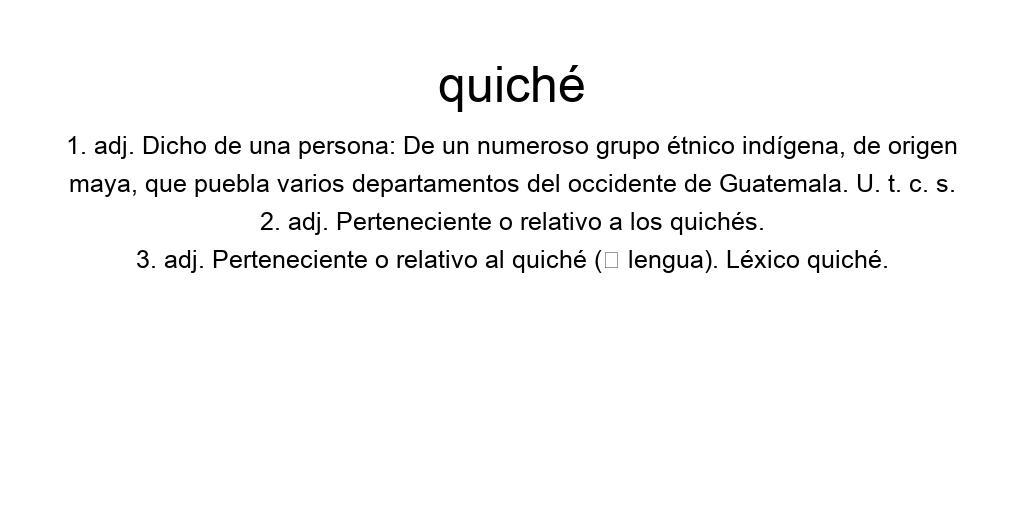 quiché
1. adj. Dicho de una persona: De un numeroso grupo étnico indígena, de origen
maya, que puebla varios departamentos del occidente de Guatemala. U. t. c. s.
2. adj. Perteneciente o relativo a los quichés.
3. adj. Perteneciente o relativo al quiché (□ lengua). Léxico quiché.